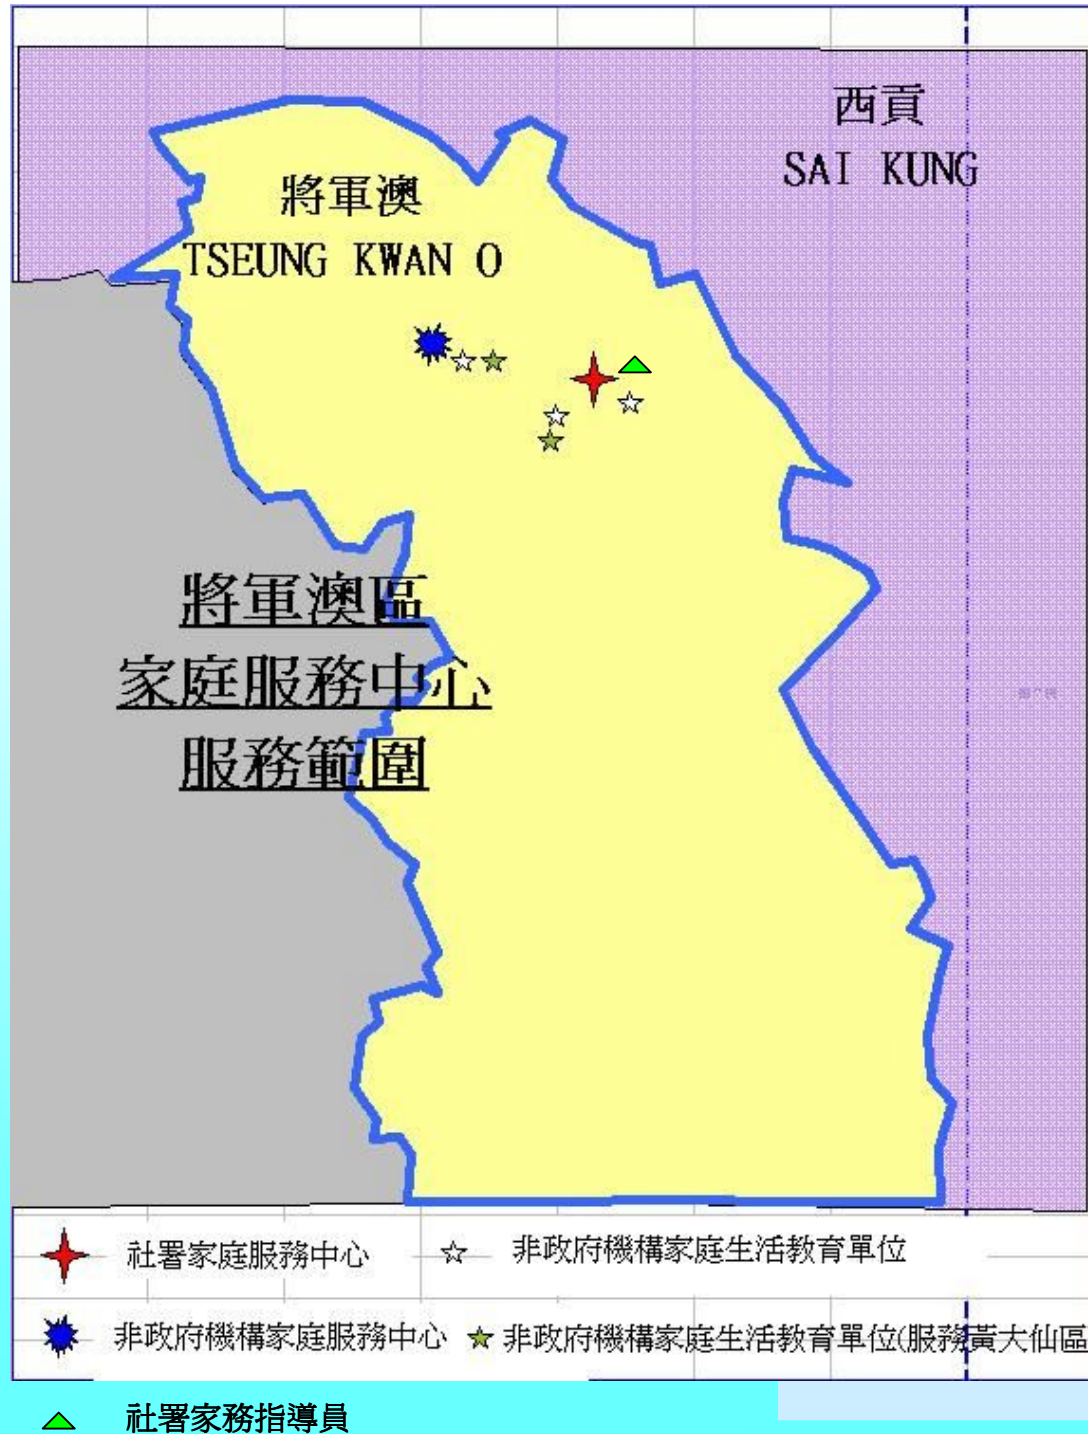 西貢
SAI KUNG
將軍澳
TSEUNG KWAN O
將軍澳區
家庭服務中心
服務範圍
社署家庭服務中心
非政府機構家庭生活教育單位
非政府機構家庭服務中心
非政府機構家庭生活教育單位(服務黃大仙區
社署家務指導員